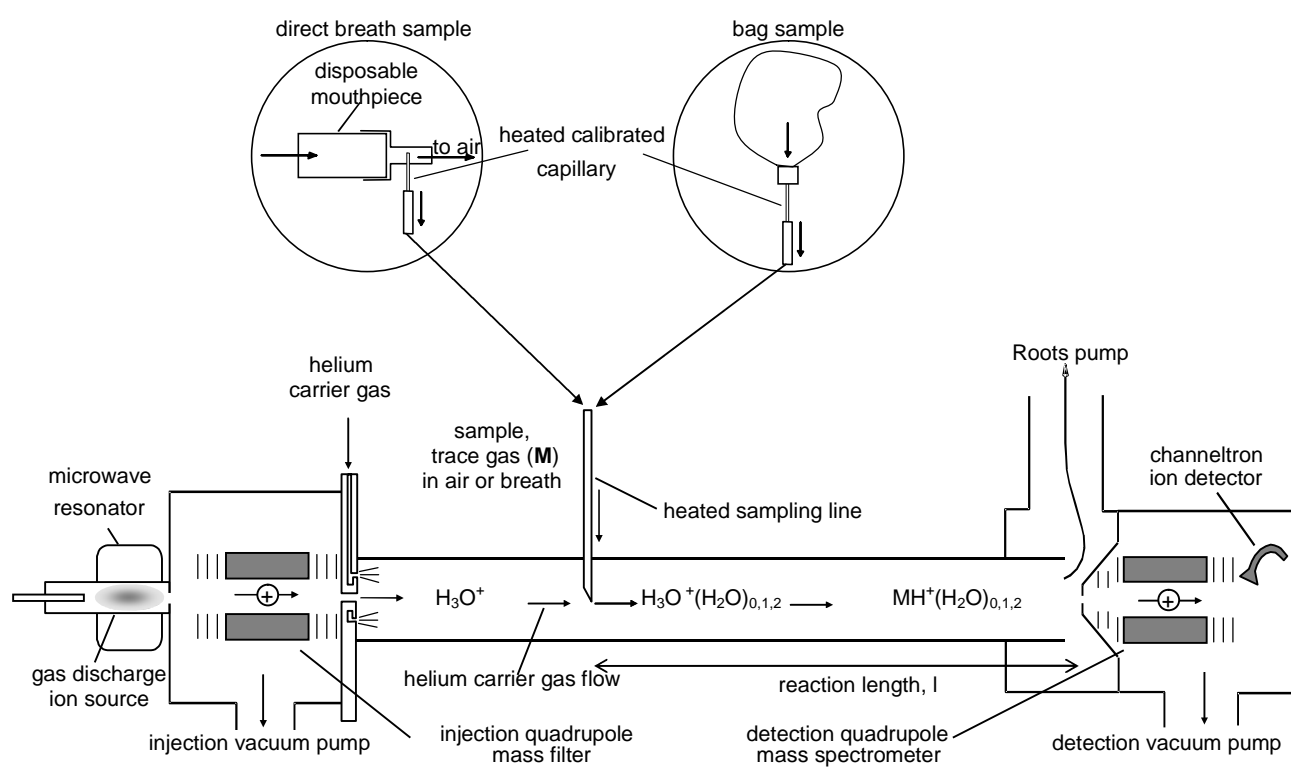 direct breath sample
bag sample
disposable
mouthpiece
to air
heated calibrated
capillary
Roots pump
helium
carrier gas
sample,
trace gas (M)
in air or breath
channeltron
ion detector
microwave
resonator
heated sampling line
H₃O⁺
H₃O⁺(H₂O)₀,₁,₂
MH⁺(H₂O)₀,₁,₂
gas discharge
ion source
helium carrier gas flow
reaction length, l
injection vacuum pump
injection quadrupole
mass filter
detection quadrupole
mass spectrometer
detection vacuum pump